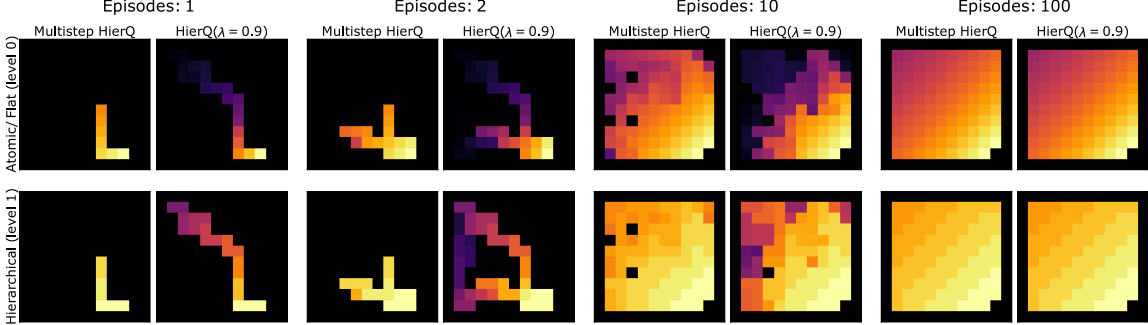 Episodes: 1
Episodes: 2
Episodes: 10
Episodes: 100
Multistep HierQ
HierQ(λ = 0.9)
Multistep HierQ
HierQ(λ = 0.9)
Multistep HierQ
HierQ(λ = 0.9)
Multistep HierQ
HierQ(λ = 0.9)
Atomic/ Flat (level 0)
Hierarchical (level 1)